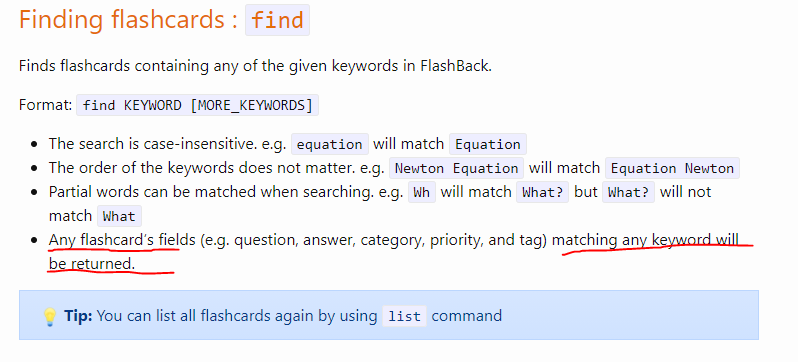 Finding flashcards : find
Finds flashcards containing any of the given keywords in FlashBack.
Format: find KEYWORD [MORE_KEYWORDS]
• The search is case-insensitive. e.g. equation will match Equation
• The order of the keywords does not matter. e.g. Newton Equation will match Equation Newton
• Partial words can be matched when searching. e.g. Wh will match What? but What? will not
match What
• Any flashcard's fields (e.g. question, answer, category, priority, and tag) matching any keyword will
be returned.
💡 Tip: You can list all flashcards again by using list command